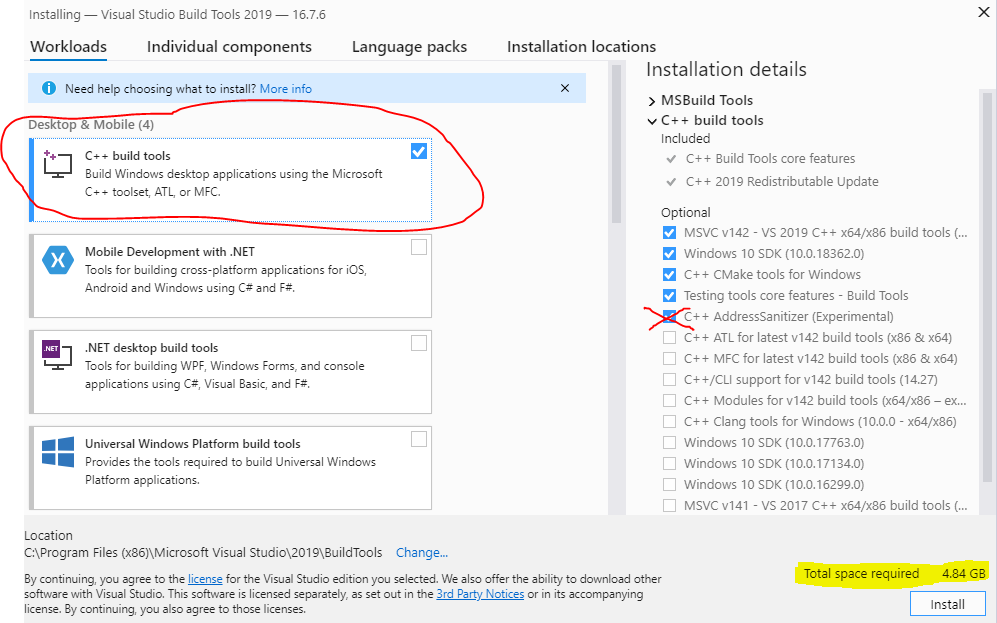 Installing — Visual Studio Build Tools 2019 — 16.7.6
Workloads
Individual components
Language packs
Installation locations
Need help choosing what to install? More info
Desktop & Mobile (4)
C++ build tools
Build Windows desktop applications using the Microsoft
C++ toolset, ATL, or MFC.
Mobile Development with .NET
Tools for building cross-platform applications for iOS,
Android and Windows using C# and F#.
.NET
.NET desktop build tools
Tools for building WPF, Windows Forms, and console
applications using C#, Visual Basic, and F#.
Universal Windows Platform build tools
Provides the tools required to build Universal Windows
Platform applications.
Installation details
MSBuild Tools
C++ build tools
Included
C++ Build Tools core features
C++ 2019 Redistributable Update
Optional
MSVC v142 - VS 2019 C++ x64/x86 build tools (...
Windows 10 SDK (10.0.18362.0)
C++ CMake tools for Windows
Testing tools core features - Build Tools
C++ AddressSanitizer (Experimental)
C++ ATL for latest v142 build tools (x86 & x64)
C++ MFC for latest v142 build tools (x86 & x64)
C++/CLI support for v142 build tools (14.27)
C++ Modules for v142 build tools (x64/x86 – ex...
C++ Clang tools for Windows (10.0.0 - x64/x86)
Windows 10 SDK (10.0.17763.0)
Windows 10 SDK (10.0.17134.0)
Windows 10 SDK (10.0.16299.0)
MSVC v141 - VS 2017 C++ x64/x86 build tools (...
Location
C:\Program Files (x86)\Microsoft Visual Studio\2019\BuildTools Change...
By continuing, you agree to the license for the Visual Studio edition you selected. We also offer the ability to download other
software with Visual Studio. This software is licensed separately, as set out in the 3rd Party Notices or in its accompanying
license. By continuing, you also agree to those licenses.
Total space required 4.84 GB
Install